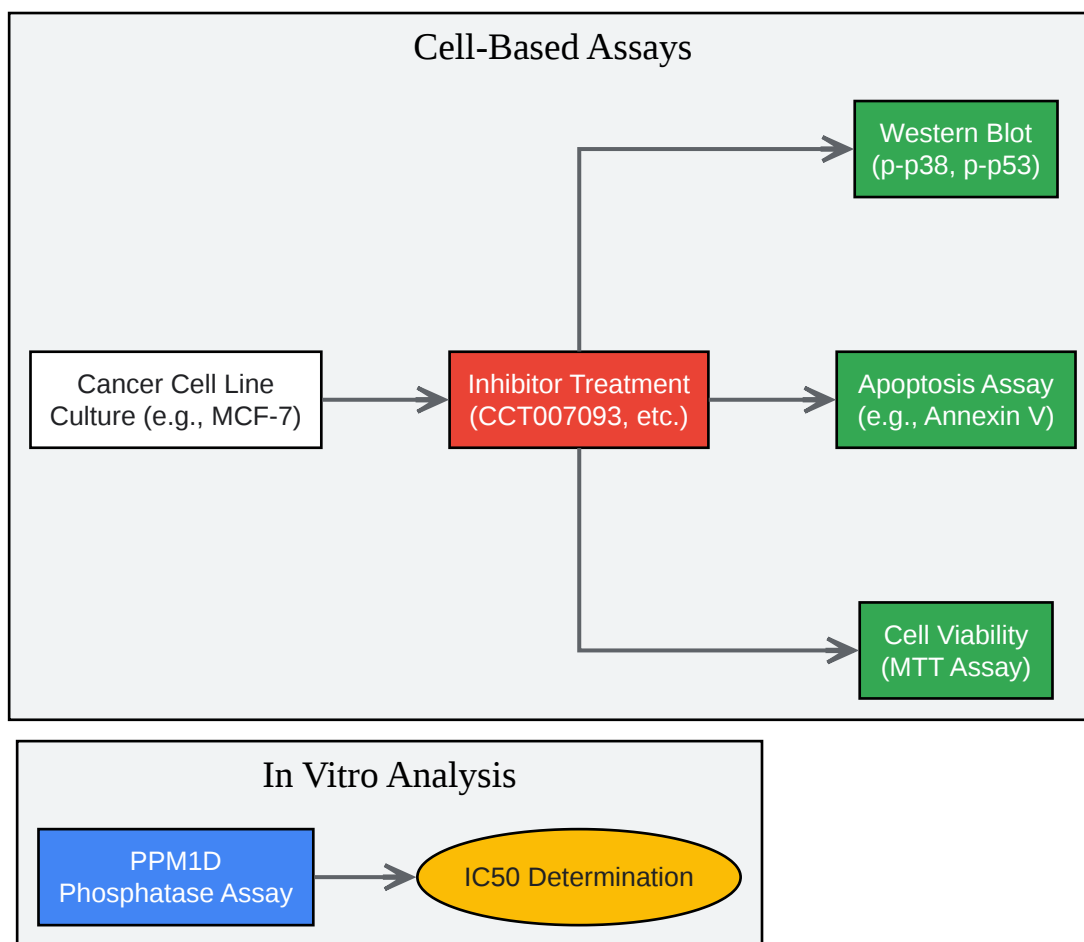 Cell-Based Assays
Western Blot
(p-p38, p-p53)
Cancer Cell Line
Culture (e.g., MCF-7)
Inhibitor Treatment
(CCT007093, etc.)
Apoptosis Assay
(e.g., Annexin V)
Cell Viability
(MTT Assay)
In Vitro Analysis
PPM1D
Phosphatase Assay
IC50 Determination